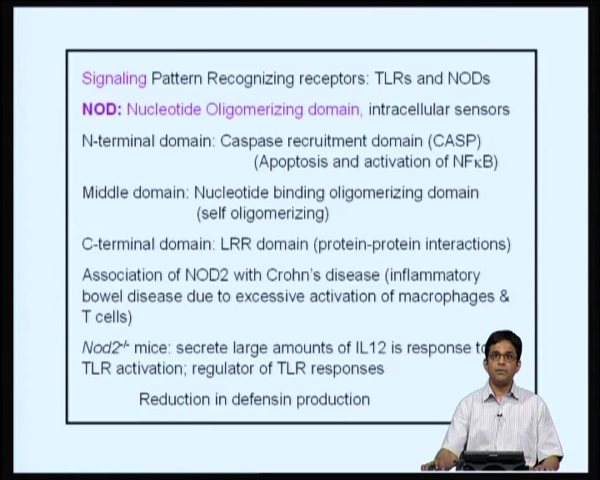 Signaling Pattern Recognizing receptors: TLRs and NODs
NOD: Nucleotide Oligomerizing domain, intracellular sensors
N-terminal domain: Caspase recruitment domain (CASP)
(Apoptosis and activation of NFκB)
Middle domain: Nucleotide binding oligomerizing domain
(self oligomerizing)
C-terminal domain: LRR domain (protein-protein interactions)
Association of NOD2 with Crohn's disease (inflammatory
bowel disease due to excessive activation of macrophages &
T cells)
Nod2-/- mice: secrete large amounts of IL12 is response to
TLR activation; regulator of TLR responses
Reduction in defensin production